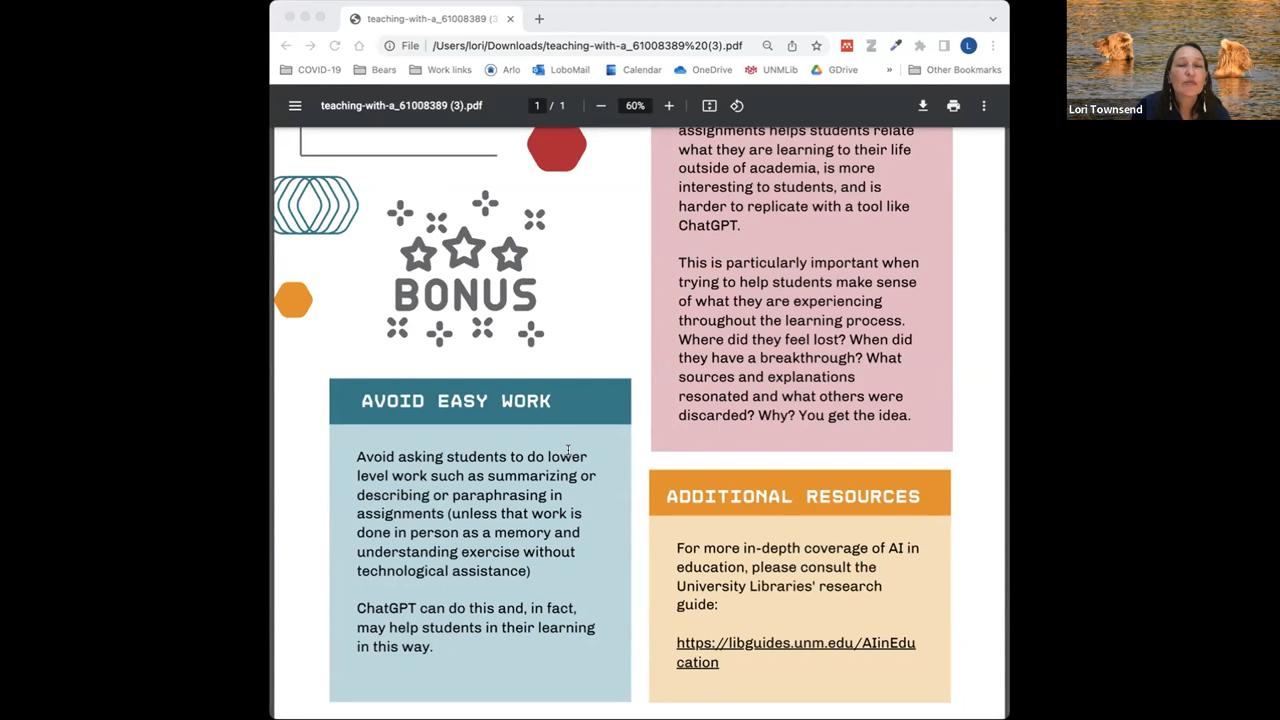 teaching-with-a_61008389 (3
File /Users/lori/Downloads/teaching-with-a_61008389%20(3).pdf
L
COVID-19 Bears Work links Arlo LoboMail Calendar OneDrive UNMLib GDrive » Other Bookmarks
teaching-with-a_61008389 (3).pdf 1 / 1 60%
BONUS
AVOID EASY WORK
Avoid asking students to do lower
level work such as summarizing or
describing or paraphrasing in
assignments (unless that work is
done in person as a memory and
understanding exercise without
technological assistance)
ChatGPT can do this and, in fact,
may help students in their learning
in this way.
assignments helps students relate
what they are learning to their life
outside of academia, is more
interesting to students, and is
harder to replicate with a tool like
ChatGPT.
This is particularly important when
trying to help students make sense
of what they are experiencing
throughout the learning process.
Where did they feel lost? When did
they have a breakthrough? What
sources and explanations
resonated and what others were
discarded? Why? You get the idea.
ADDITIONAL RESOURCES
For more in-depth coverage of AI in
education, please consult the
University Libraries' research
guide:
https://libguides.unm.edu/AIinEdu
cation
Lori Townsend